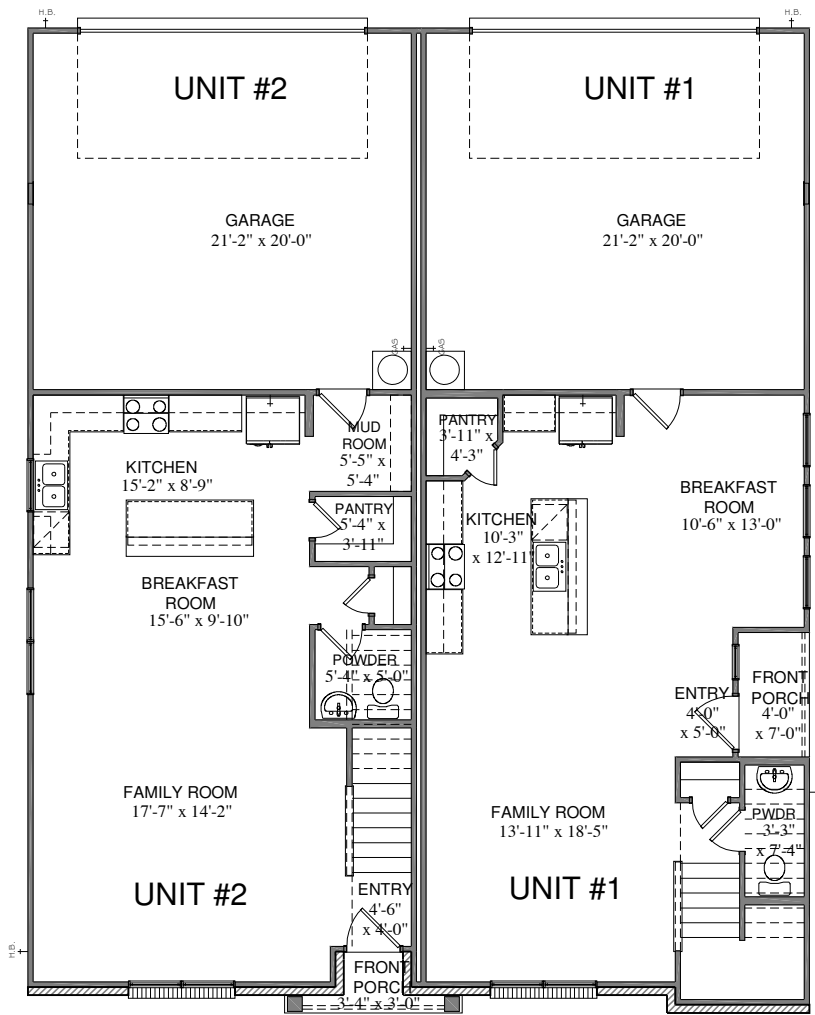 H.B.
H.B.
UNIT #2
UNIT #1
GARAGE
21'-2" x 20'-0"
GARAGE
21'-2" x 20'-0"
GAS
GAS
MUD
ROOM
5'-5" x
5'-4"
PANTRY
3'-11" x
4'-3"
KITCHEN
15'-2" x 8'-9"
PANTRY
5'-4" x
3'-11"
KITCHEN
10'-3"
x 12'-11"
BREAKFAST
ROOM
10'-6" x 13'-0"
BREAKFAST
ROOM
15'-6" x 9'-10"
POWDER
5'-4" x 5'-0"
ENTRY
4'-0"
x 5'-0"
FRONT
PORCH
4'-0"
x 7'-0"
FAMILY ROOM
17'-7" x 14'-2"
FAMILY ROOM
13'-11" x 18'-5"
PWDR
3'-3"
x 7'-4"
UNIT #2
ENTRY
4'-6"
x 4'-0"
UNIT #1
H.B.
FRONT
PORC
3'-4" x 3'-0"